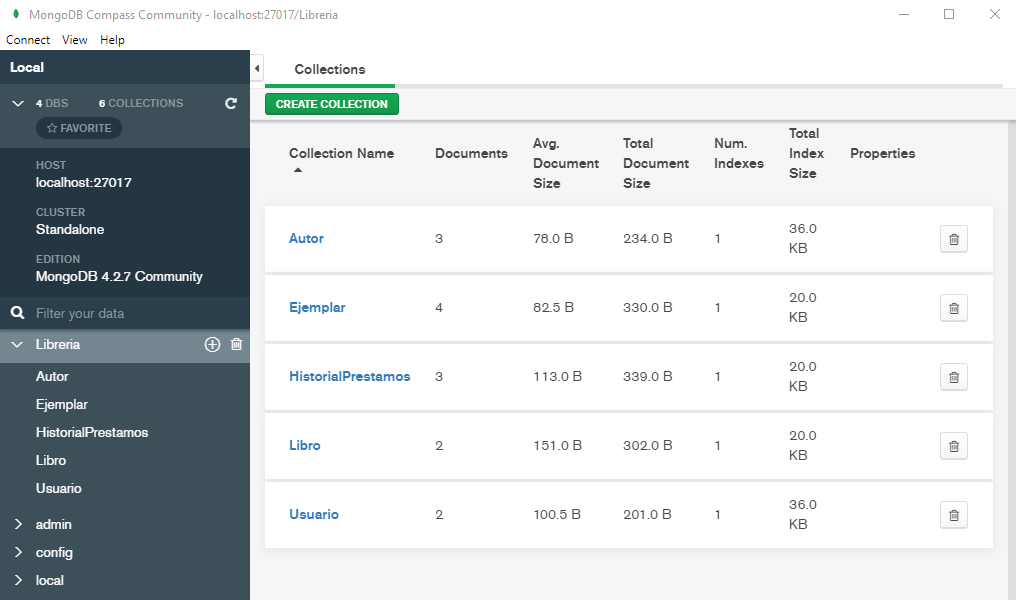 MongoDB Compass Community - localhost:27017/Libreria
Connect View Help
Local
4 DBS 6 COLLECTIONS
FAVORITE
HOST
localhost:27017
CLUSTER
Standalone
EDITION
MongoDB 4.2.7 Community
Filter your data
Libreria
Autor
Ejemplar
HistorialPrestamos
Libro
Usuario
admin
config
local
Collections
CREATE COLLECTION
Collection Name
Documents
Avg.
Document
Size
Total
Document
Size
Num.
Indexes
Total
Index
Size
Properties
Autor 3 78.0 B 234.0 B 1 36.0
KB
Ejemplar 4 82.5 B 330.0 B 1 20.0
KB
HistorialPrestamos 3 113.0 B 339.0 B 1 20.0
KB
Libro 2 151.0 B 302.0 B 1 20.0
KB
Usuario 2 100.5 B 201.0 B 1 36.0
KB